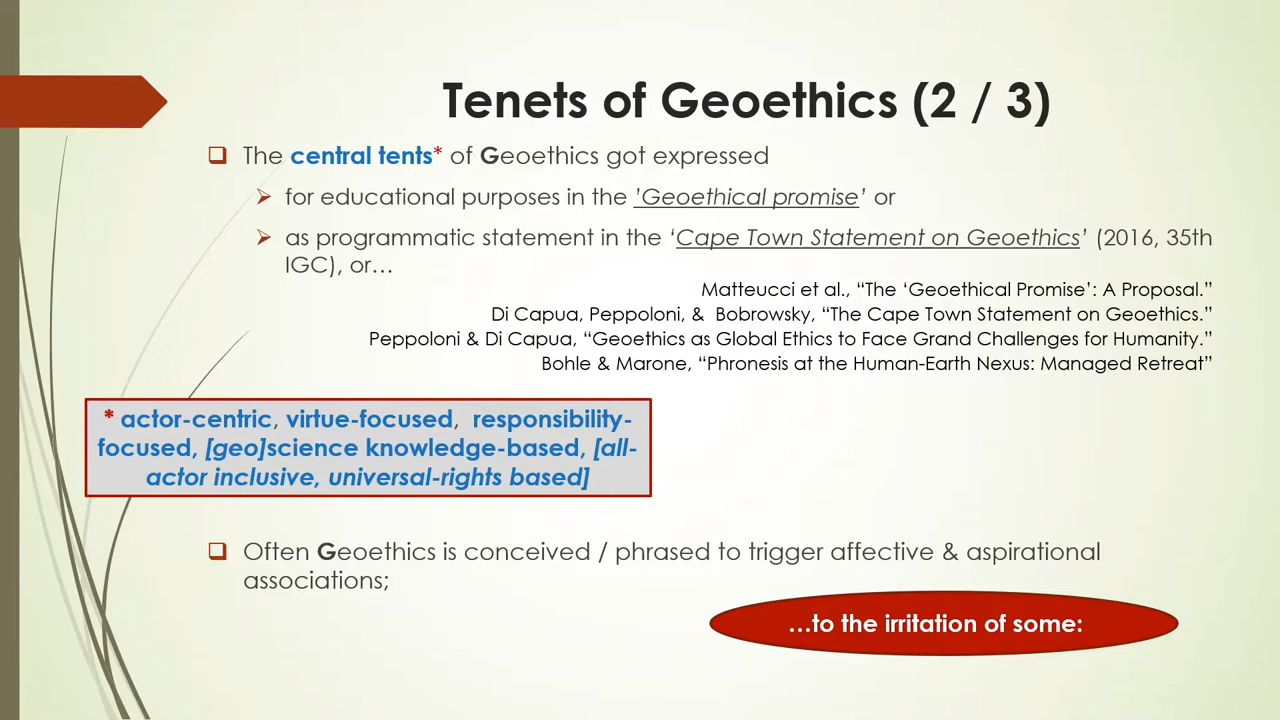 Tenets of Geoethics (2 / 3)
The central tents* of Geoethics got expressed
for educational purposes in the ’Geoethical promise’ or
as programmatic statement in the ‘Cape Town Statement on Geoethics’ (2016, 35th
IGC), or…
Matteucci et al., “The ‘Geoethical Promise’: A Proposal.”
Di Capua, Peppoloni, & Bobrowsky, “The Cape Town Statement on Geoethics.”
Peppoloni & Di Capua, “Geoethics as Global Ethics to Face Grand Challenges for Humanity.”
Bohle & Marone, “Phronesis at the Human-Earth Nexus: Managed Retreat”
* actor-centric, virtue-focused, responsibility-
focused, [geo]science knowledge-based, [all-
actor inclusive, universal-rights based]
Often Geoethics is conceived / phrased to trigger affective & aspirational
associations;
…to the irritation of some: